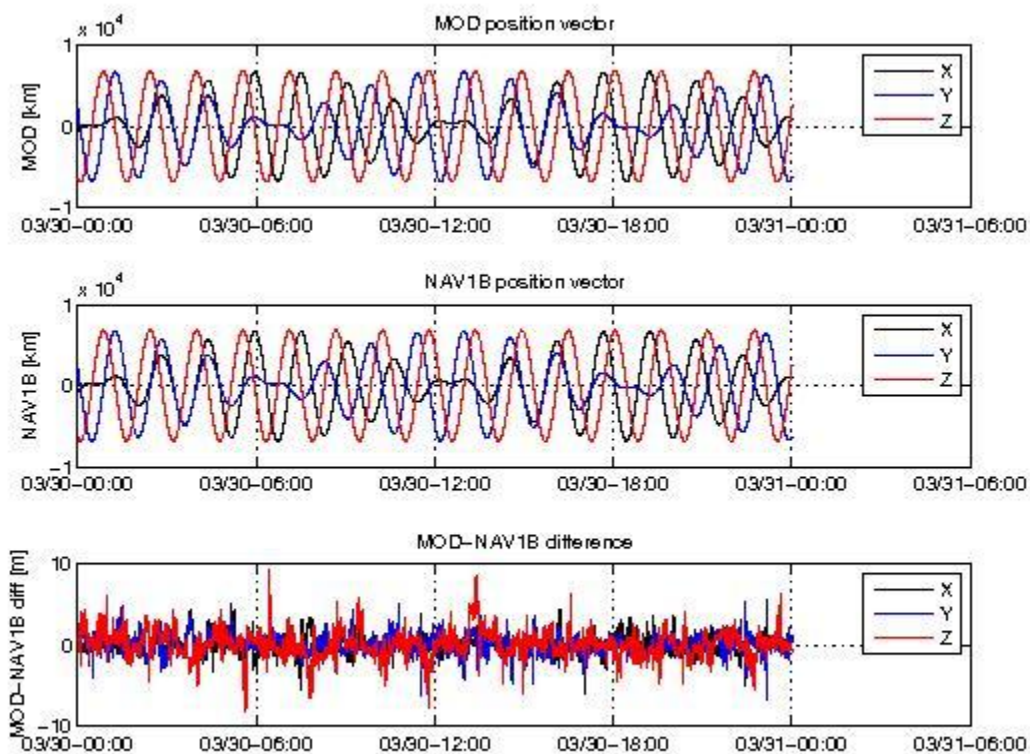 MOD position vector
x 10^4
1
0
−1
MOD [km]
X
Y
Z
03/30−00:00 03/30−06:00 03/30−12:00 03/30−18:00 03/31−00:00 03/31−06:00
NAV1B position vector
x 10^4
1
0
−1
NAV1B [km]
X
Y
Z
03/30−00:00 03/30−06:00 03/30−12:00 03/30−18:00 03/31−00:00 03/31−06:00
MOD−NAV1B difference
10
0
−10
MOD−NAV1B diff [m]
X
Y
Z
03/30−00:00 03/30−06:00 03/30−12:00 03/30−18:00 03/31−00:00 03/31−06:00